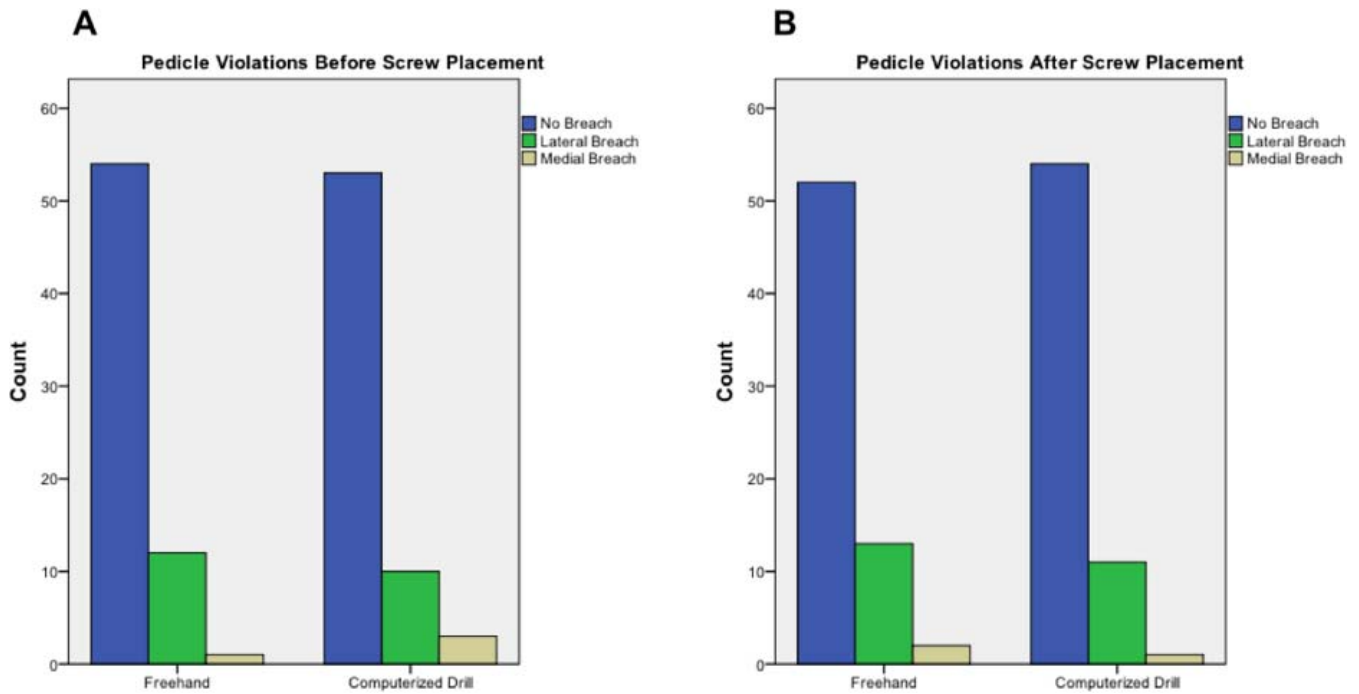 A
Pedicle Violations Before Screw Placement
60
50
40
30
20
10
0
Count
No Breach
Lateral Breach
Medial Breach
Freehand
Computerized Drill
B
Pedicle Violations After Screw Placement
60
50
40
30
20
10
0
Count
No Breach
Lateral Breach
Medial Breach
Freehand
Computerized Drill